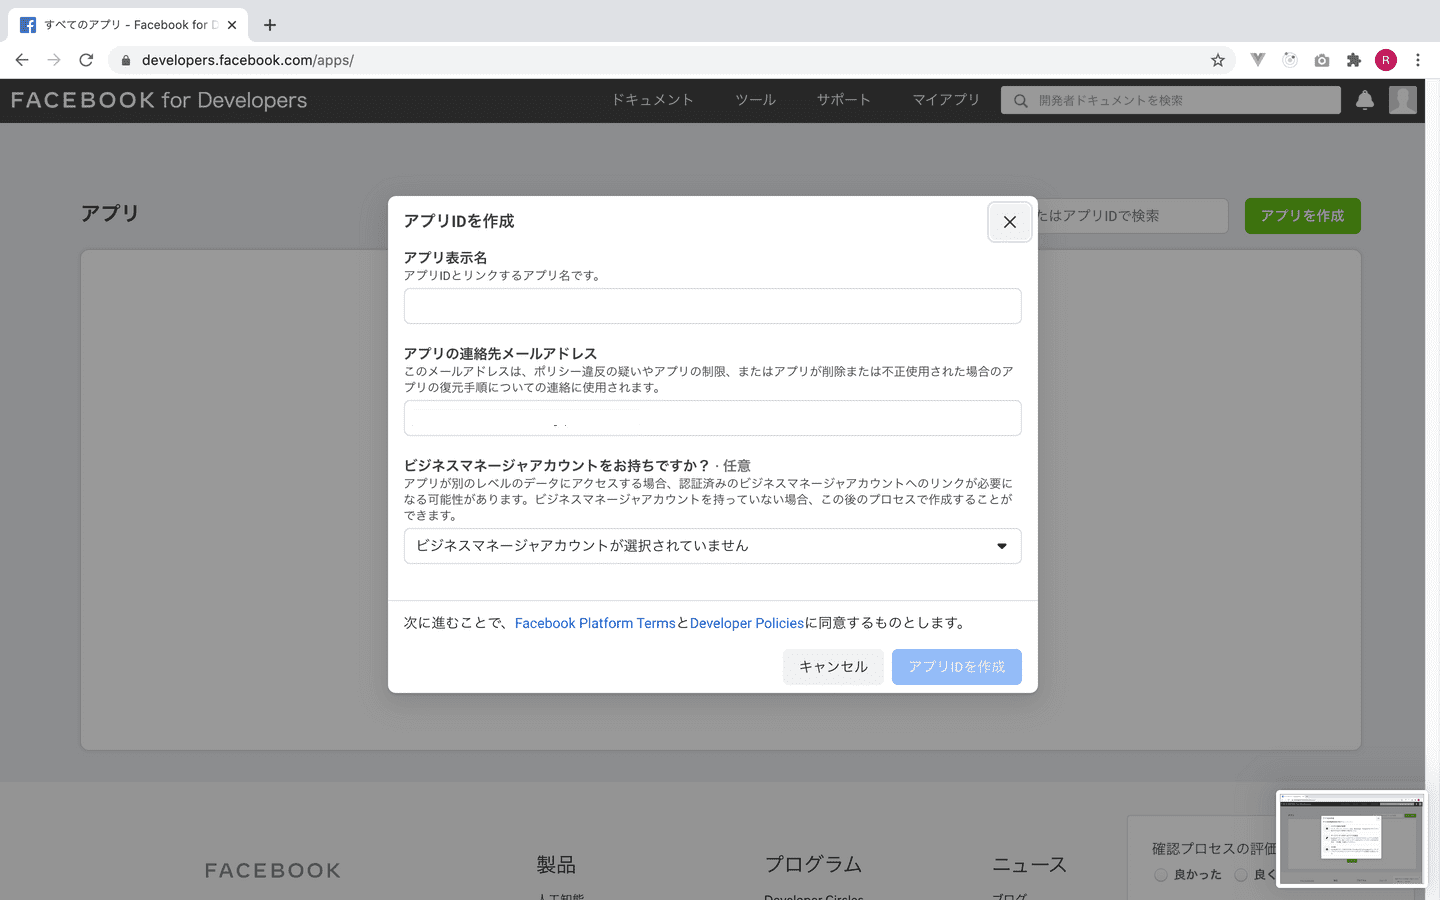 すべてのアプリ - Facebook for D
developers.facebook.com/apps/
R
FACEBOOK for Developers
ドキュメント
ツール
サポート
マイアプリ
開発者ドキュメントを検索
アプリ
たはアプリIDで検索
アプリを作成
アプリIDを作成
アプリ表示名
アプリIDとリンクするアプリ名です。
アプリの連絡先メールアドレス
このメールアドレスは、ポリシー違反の疑いやアプリの制限、またはアプリが削除または不正使用された場合のア
プリの復元手順についての連絡に使用されます。
ビジネスマネージャアカウントをお持ちですか？ · 任意
アプリが別のレベルのデータにアクセスする場合、認証済みのビジネスマネージャアカウントへのリンクが必要に
なる可能性があります。ビジネスマネージャアカウントを持っていない場合、この後のプロセスで作成することが
できます。
ビジネスマネージャアカウントが選択されていません
次に進むことで、Facebook Platform TermsとDeveloper Policiesに同意するものとします。
キャンセル
アプリIDを作成
FACEBOOK
製品
人工知能
プログラム
Developer Circles
ニュース
ブログ
確認プロセスの評価
良かった
良く